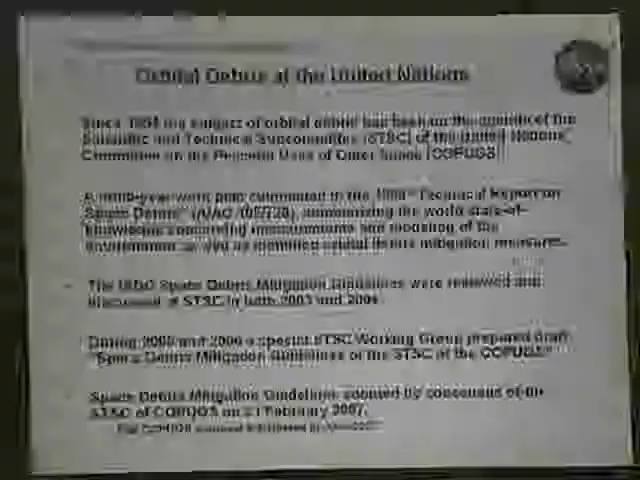 Orbital Debris at the United Nations
Since 1994 the subject of orbital debris has been on the agenda of the
Scientific and Technical Subcommittee (STSC) of the United Nations
Committee on the Peaceful Uses of Outer Space (COPUOS)
A multi-year work plan culminated in the 1999 "Technical Report on
Space Debris" summarizing the world state-of-
knowledge concerning measurements and modeling of the
environment as well as identified orbital debris mitigation measures.
The IADC Space Debris Mitigation Guidelines were reviewed and
discussed at STSC in both 2003 and 2004.
During 2005 and 2006 a special STSC Working Group prepared draft
"Space Debris Mitigation Guidelines of the STSC of the COPUOS"
Space Debris Mitigation Guidelines adopted by consensus of the
STSC of COPUOS on 21 February 2007.